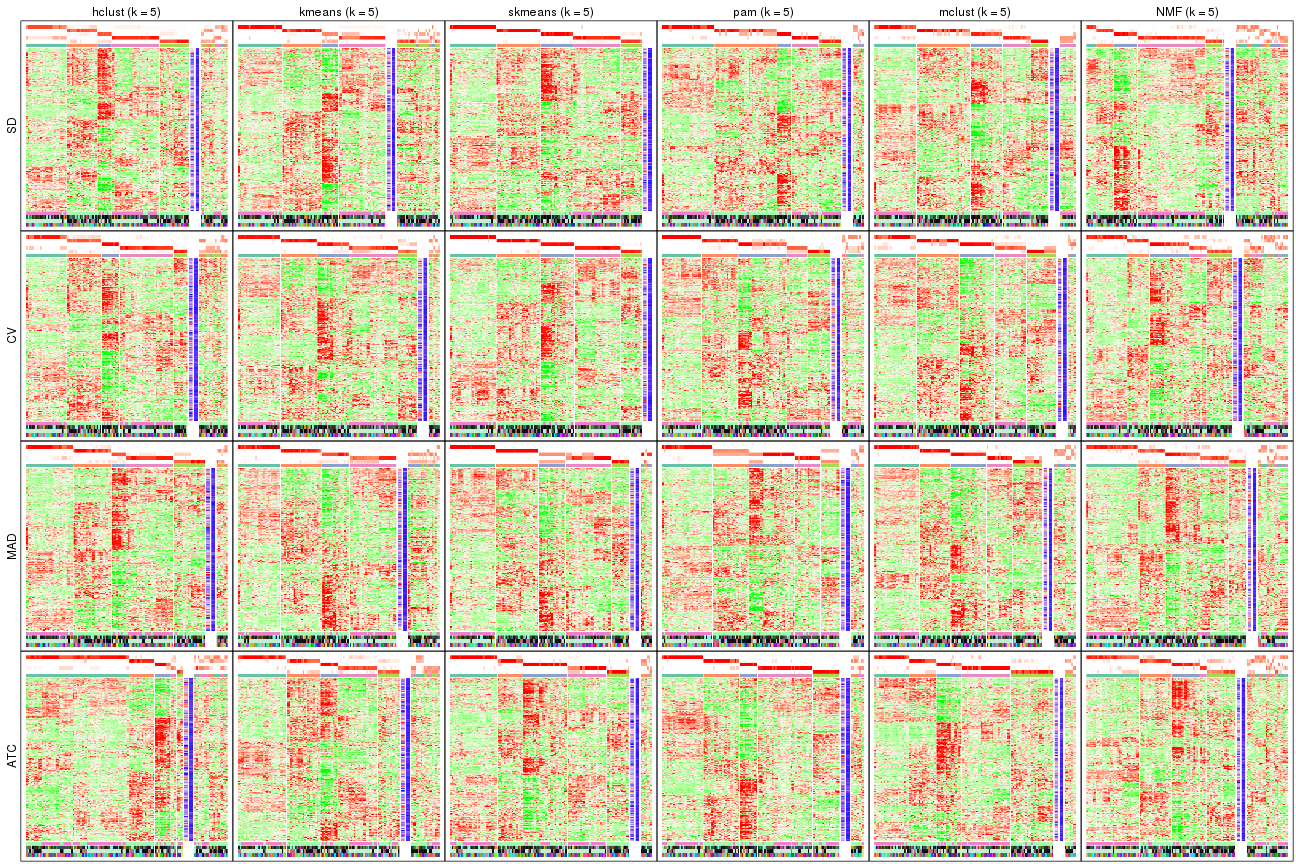 hclust (k = 5) kmeans (k = 5) skmeans (k = 5) pam (k = 5) mclust (k = 5) NMF (k = 5)
SD
CV
MAD
ATC